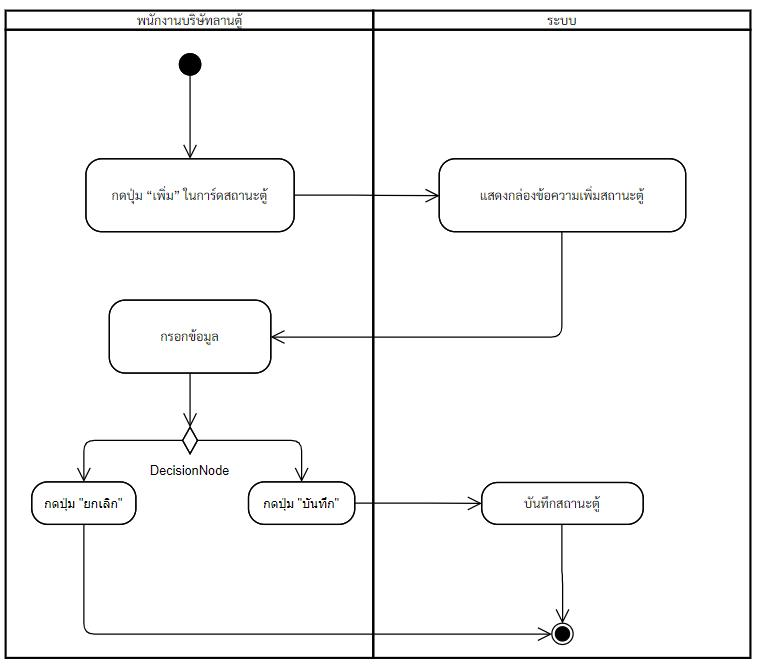 พนักงานบริษัทลานตู้
ระบบ
กดปุ่ม “เพิ่ม” ในการ์ดสถานะตู้
แสดงกล่องข้อความเพิ่มสถานะตู้
กรอกข้อมูล
DecisionNode
กดปุ่ม "ยกเลิก"
กดปุ่ม "บันทึก"
บันทึกสถานะตู้